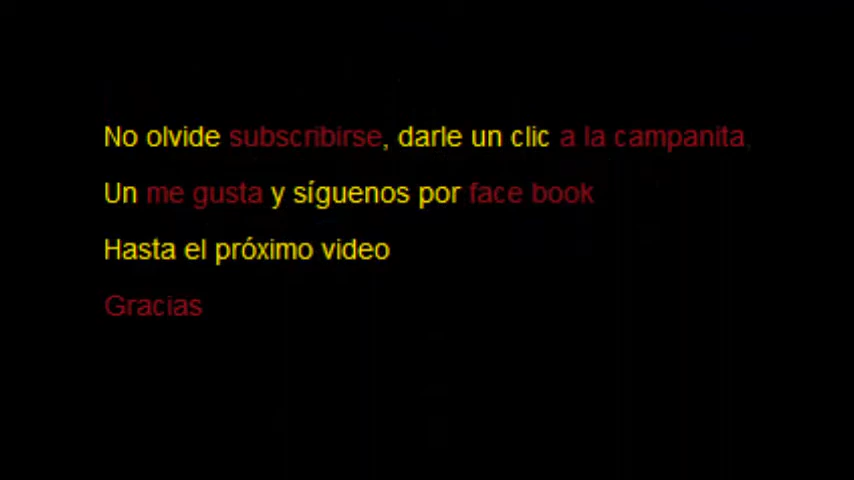 No olvide subscribirse, darle un clic a la campanita,
Un me gusta y síguenos por face book
Hasta el próximo video
Gracias